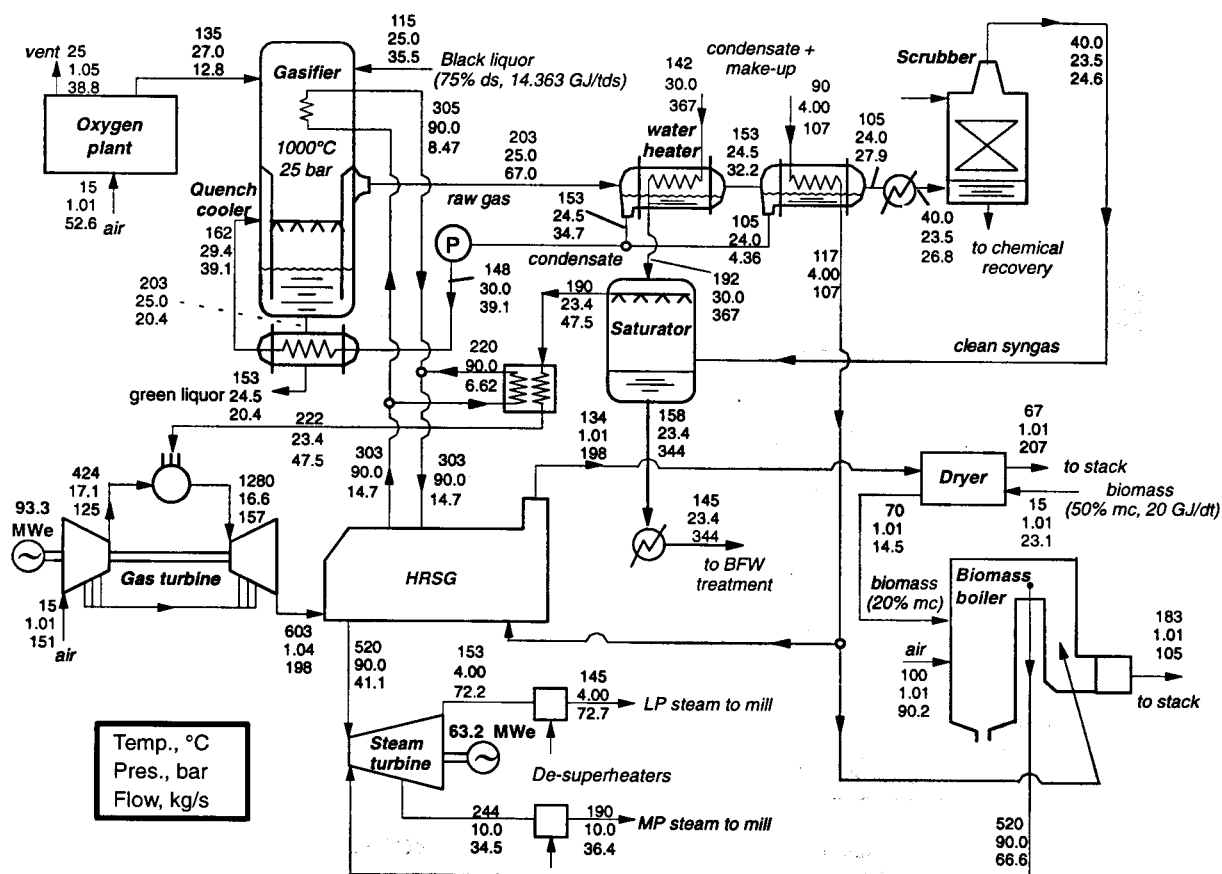 vent 25
1.05
38.8
Oxygen
plant
15
1.01
52.6
air
135
27.0
12.8
Gasifier
1000°C
25 bar
115
25.0
35.5
Black liquor
(75% ds, 14.363 GJ/tds)
305
90.0
8.47
Quench
cooler
162
29.4
39.1
203
25.0
20.4
203
25.0
67.0
raw gas
P
148
30.0
39.1
condensate
green liquor
153
24.5
20.4
condensate +
make-up
142
30.0
367
90
4.00
107
water
heater
153
24.5
32.2
153
24.5
34.7
105
24.0
4.36
105
24.0
27.9
Scrubber
40.0
23.5
24.6
40.0
23.5
26.8
to chemical
recovery
117
4.00
107
192
30.0
367
190
23.4
47.5
Saturator
clean syngas
220
90.0
6.62
222
23.4
47.5
158
23.4
344
145
23.4
344
to BFW
treatment
134
1.01
198
303
90.0
14.7
303
90.0
14.7
424
17.1
125
1280
16.6
157
93.3
MWe
Gas turbine
15
1.01
151
air
603
1.04
198
HRSG
67
1.01
207
to stack
Dryer
biomass
(50% mc, 20 GJ/dt)
15
1.01
23.1
70
1.01
14.5
biomass
(20% mc)
Biomass
boiler
air
100
1.01
90.2
183
1.01
105
to stack
520
90.0
41.1
153
4.00
72.2
145
4.00
72.7
LP steam to mill
Steam
turbine
63.2 MWe
De-superheaters
244
10.0
34.5
190
10.0
36.4
MP steam to mill
520
90.0
66.6
Temp., °C
Pres., bar
Flow, kg/s